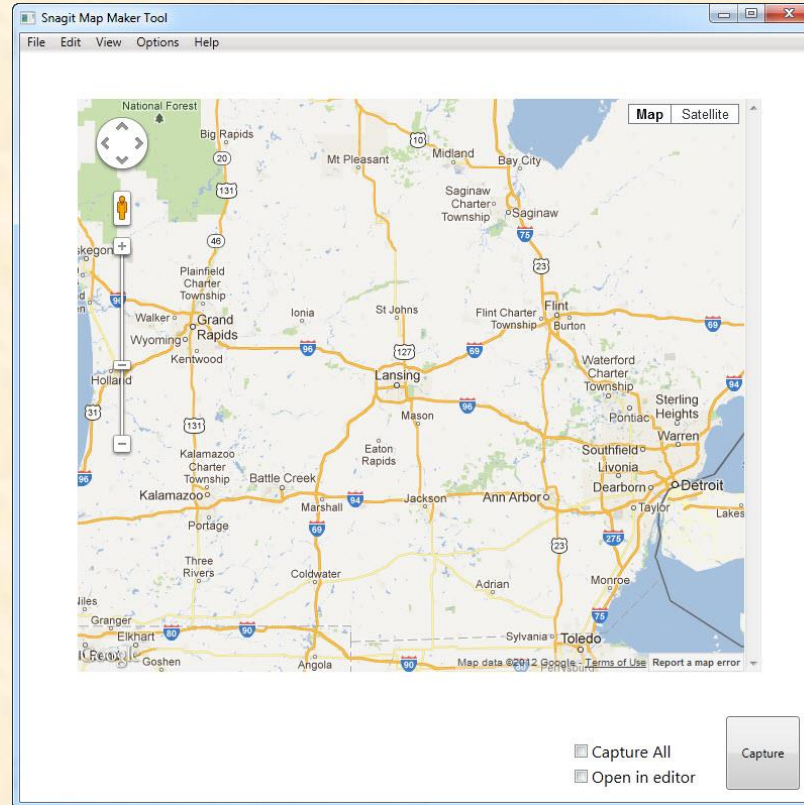 Snagit Map Maker Tool
File Edit View Options Help
National Forest
Map Satellite
Big Rapids
10
Mt Pleasant
Midland
Bay City
20
131
Saginaw
Charter
Township
Saginaw
75
46
23
Plainfield
Charter
Township
96
Ionia
St Johns
Flint Charter
Township
Flint
Burton
Walker
Grand
Rapids
69
Wyoming
Kentwood
96
127
69
Waterford
Charter
Township
Holland
Lansing
94
31
Mason
96
Pontiac
Sterling
Heights
131
Warren
Eaton
Rapids
Southfield
Kalamazoo
Charter
Township
Livonia
96
Battle Creek
Dearborn
Detroit
Kalamazoo
94
Marshall
Jackson
Ann Arbor
Taylor
Lakes
Portage
69
275
23
Three
Rivers
Coldwater
Adrian
Monroe
75
Granger
80
90
Elkhart
Sylvania
Toledo
Google
Goshen
Angola
90
Map data ©2012 Google - Terms of Use Report a map error
Capture All
Open in editor
Capture